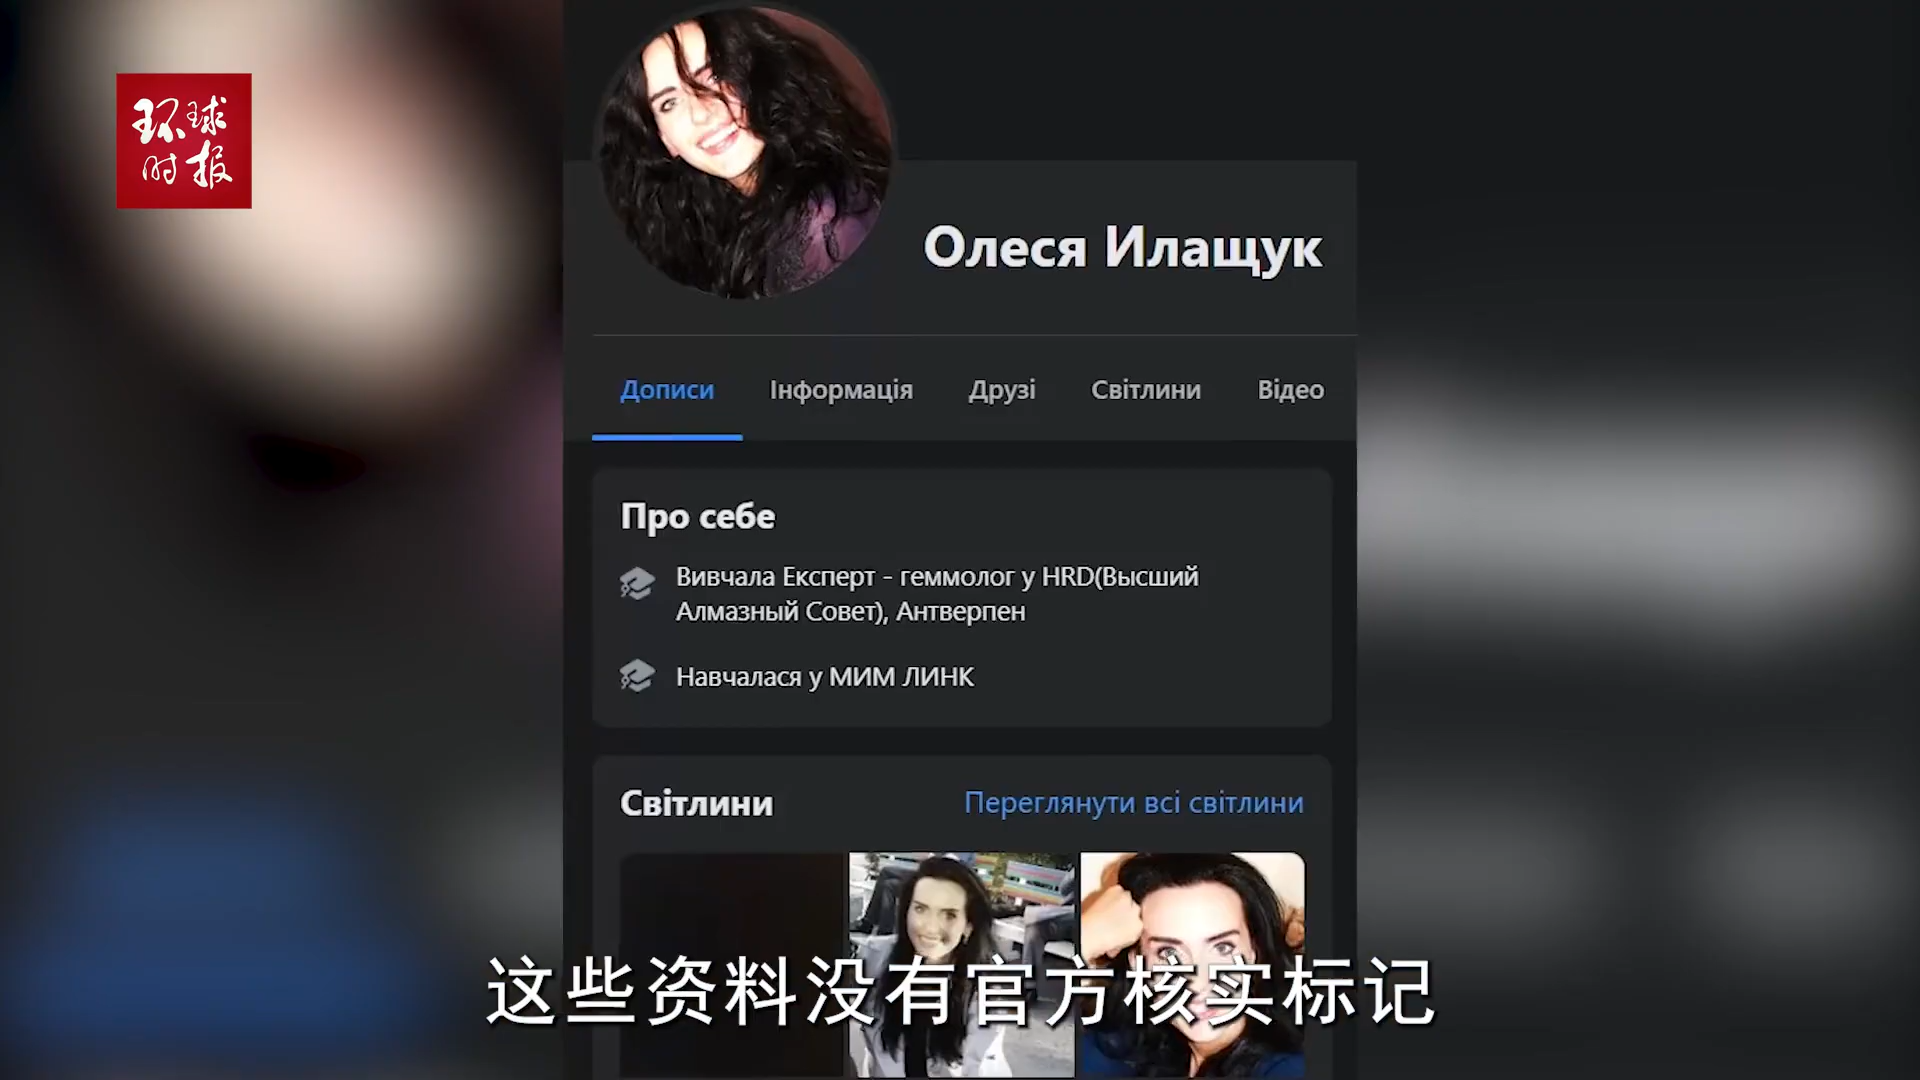 环球
时报
Олеся Илащук
Дописи Інформація Друзі Світлини Відео
Про себе
Вивчала Експерт - геммолог у HRD(Высший
Алмазный Совет), Антверпен
Навчалася у МИМ ЛИНК
Світлини Переглянути всі світлини
这些资料没有官方核实标记